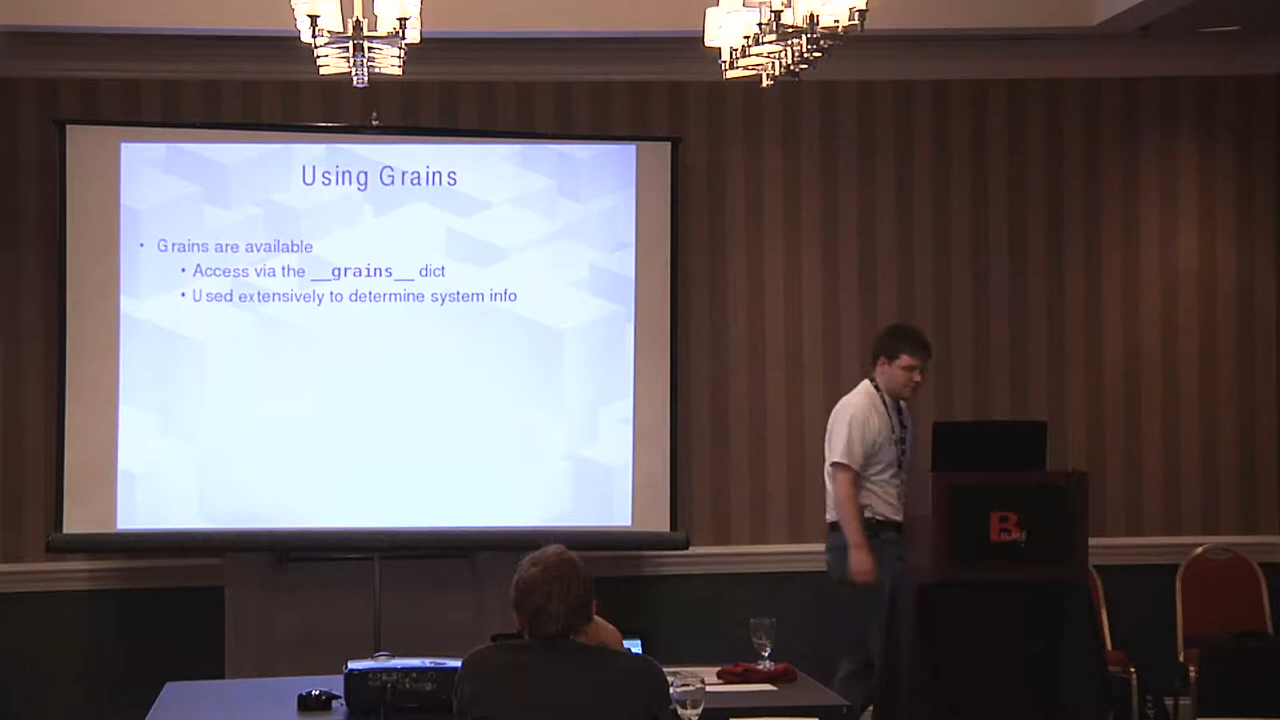 Using Grains
• Grains are available
• Access via the __grains__ dict
• Used extensively to determine system info
B